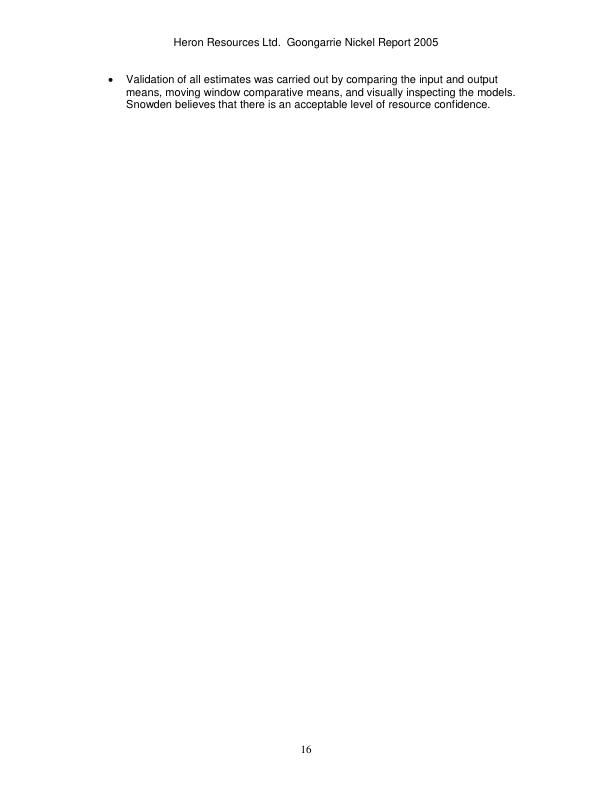 Heron Resources Ltd.  Goongarrie Nickel Report 2005
• Validation of all estimates was carried out by comparing the input and output
means, moving window comparative means, and visually inspecting the models.
Snowden believes that there is an acceptable level of resource confidence.
16